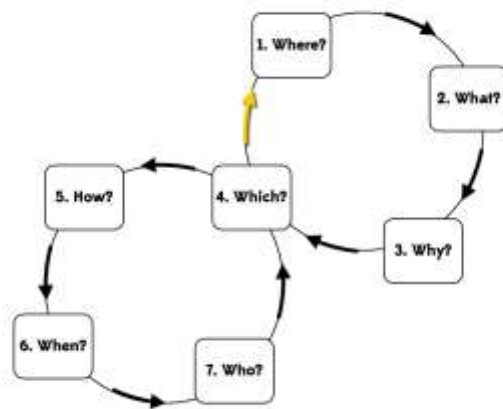 1. Where?
2. What?
3. Why?
4. Which?
5. How?
6. When?
7. Who?